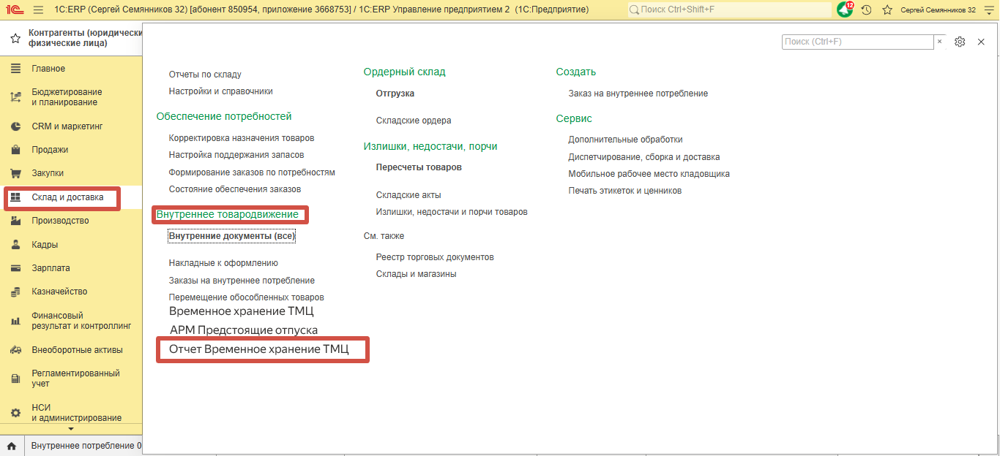 1С:ERP (Сергей Семянников 32) [абонент 850954, приложение 3668753] / 1С:ERP Управление предприятием 2 (1С:Предприятие)
Поиск Ctrl+Shift+F
12
Сергей Семянников 32
Контрагенты (юридически
физические лица)
Главное
Бюджетирование
и планирование
CRM и маркетинг
Продажи
Закупки
Склад и доставка
Производство
Кадры
Зарплата
Казначейство
Финансовый
результат и контроллинг
Внеоборотные активы
Регламентированный
учет
НСИ
и администрирование
Внутреннее потребление 0
Поиск (Ctrl+F)
Отчеты по складу
Настройки и справочники
Обеспечение потребностей
Корректировка назначения товаров
Настройка поддержания запасов
Формирование заказов по потребностям
Состояние обеспечения заказов
Внутреннее товародвижение
Внутренние документы (все)
Накладные к оформлению
Заказы на внутреннее потребление
Перемещение обособленных товаров
Временное хранение ТМЦ
АРМ Предстоящие отпуска
Отчет Временное хранение ТМЦ
Ордерный склад
Отгрузка
Складские ордера
Излишки, недостачи, порчи
Пересчеты товаров
Складские акты
Излишки, недостачи и порчи товаров
См. также
Реестр торговых документов
Склады и магазины
Создать
Заказ на внутреннее потребление
Сервис
Дополнительные обработки
Диспетчирование, сборка и доставка
Мобильное рабочее место кладовщика
Печать этикеток и ценников